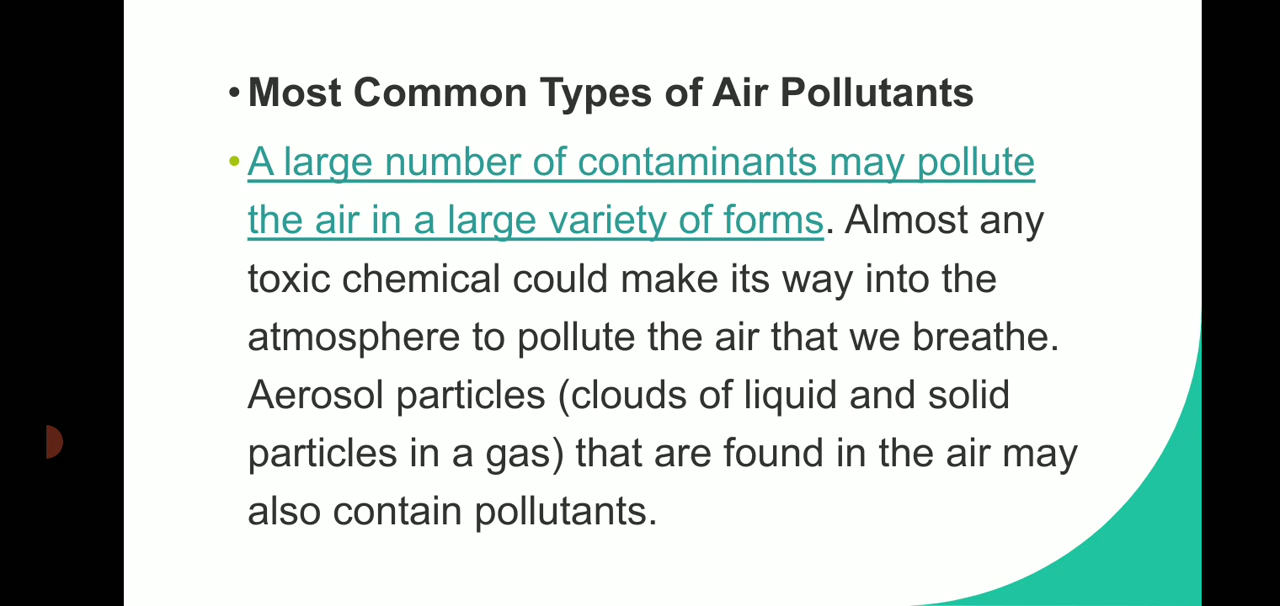 • Most Common Types of Air Pollutants
• A large number of contaminants may pollute
the air in a large variety of forms. Almost any
toxic chemical could make its way into the
atmosphere to pollute the air that we breathe.
Aerosol particles (clouds of liquid and solid
particles in a gas) that are found in the air may
also contain pollutants.